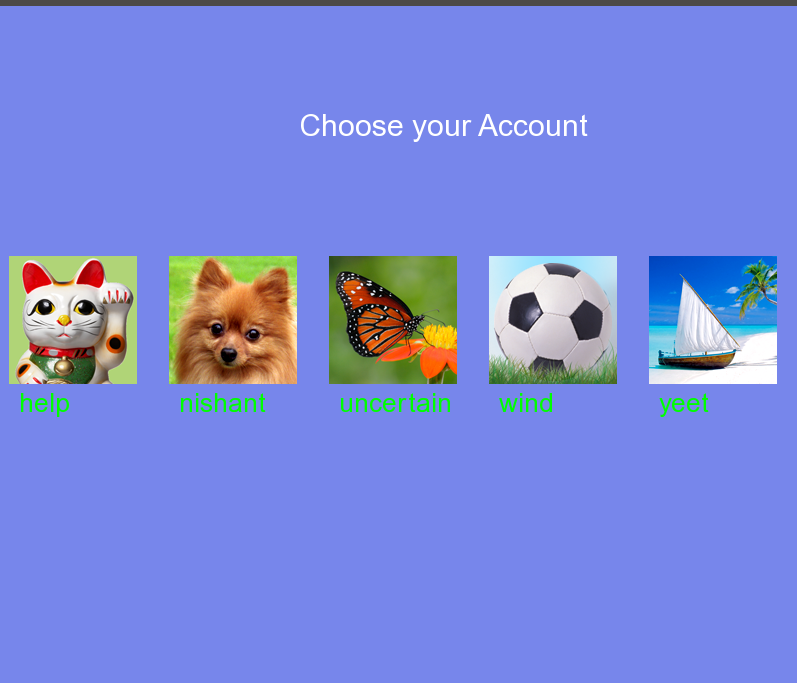 Choose your Account
help
nishant
uncertain
wind
yeet